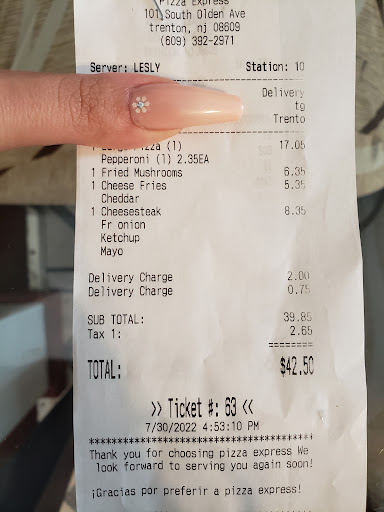 Pizza Express
101 South Olden Ave
trenton, nj 08609
(609) 392-2971
Server: LESLY Station: 10
Delivery
tg
Trento
1 Pizza (1) 17.05
Pepperoni (1) 2.35EA
1 Fried Mushrooms 6.35
1 Cheese Fries 5.35
Cheddar
1 Cheesesteak 8.35
Fr onion
Ketchup
Mayo
Delivery Charge 2.00
Delivery Charge 0.75
SUB TOTAL: 39.85
Tax 1: 2.65
========
TOTAL: $42.50
>> Ticket #: 63 <<
7/30/2022 4:53:10 PM
****************************************
Thank you for choosing pizza express We
look forward to serving you again soon!
¡Gracias por preferir a pizza express!